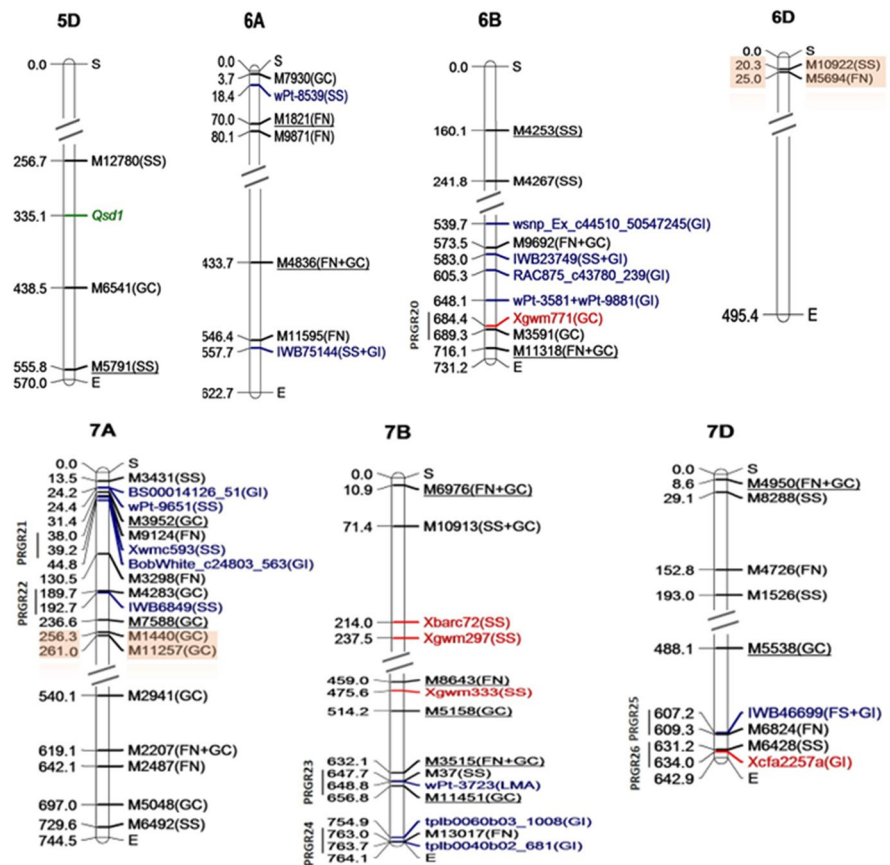 5D
0.0 S
256.7 M12780(SS)
335.1 Qsd1
438.5 M6541(GC)
555.8 M5791(SS)
570.0 E
6A
0.0 S
3.7 M7930(GC)
18.4 wPt-8539(SS)
70.0 M1821(FN)
80.1 M9871(FN)
433.7 M4836(FN+GC)
546.4 M11595(FN)
557.7 IWB75144(SS+GI)
622.7 E
6B
0.0 S
160.1 M4253(SS)
241.8 M4267(SS)
539.7 wsnp_Ex_c44510_50547245(GI)
573.5 M9692(FN+GC)
583.0 IWB23749(SS+GI)
605.3 RAC875_c43780_239(GI)
648.1 wPt-3581+wPt-9881(GI)
PRGR20
684.4 Xgwm771(GC)
689.3 M3591(GC)
716.1 M11318(FN+GC)
731.2 E
6D
0.0 S
20.3 M10922(SS)
25.0 M5694(FN)
495.4 E
7A
0.0 S
13.5 M3431(SS)
24.2 BS00014126_51(GI)
24.4 wPt-9651(SS)
31.4 M3952(GC)
PRGR21
38.0 M9124(FN)
39.2 Xwmc593(SS)
44.8 BobWhite_c24803_563(GI)
130.5 M3298(FN)
PRGR22
189.7 M4283(GC)
192.7 IWB6849(SS)
236.6 M7588(GC)
256.3 M1440(GC)
261.0 M11257(GC)
540.1 M2941(GC)
619.1 M2207(FN+GC)
642.1 M2487(FN)
697.0 M5048(GC)
729.6 M6492(SS)
744.5 E
7B
0.0 S
10.9 M6976(FN+GC)
71.4 M10913(SS+GC)
214.0 Xbarc72(SS)
237.5 Xgwm297(SS)
459.0 M8643(FN)
475.6 Xgwm333(SS)
514.2 M5158(GC)
632.1 M3515(FN+GC)
PRGR23
647.7 M37(SS)
648.8 wPt-3723(LMA)
656.8 M11451(GC)
PRGR24
754.9 tplb0060b03_1008(GI)
763.0 M13017(FN)
763.7 tplb0040b02_681(GI)
764.1 E
7D
0.0 S
8.6 M4950(FN+GC)
29.1 M8288(SS)
152.8 M4726(FN)
193.0 M1526(SS)
488.1 M5538(GC)
PRGR25
607.2 IWB46699(FS+GI)
609.3 M6824(FN)
PRGR26
631.2 M6428(SS)
634.0 Xcfa2257a(GI)
642.9 E